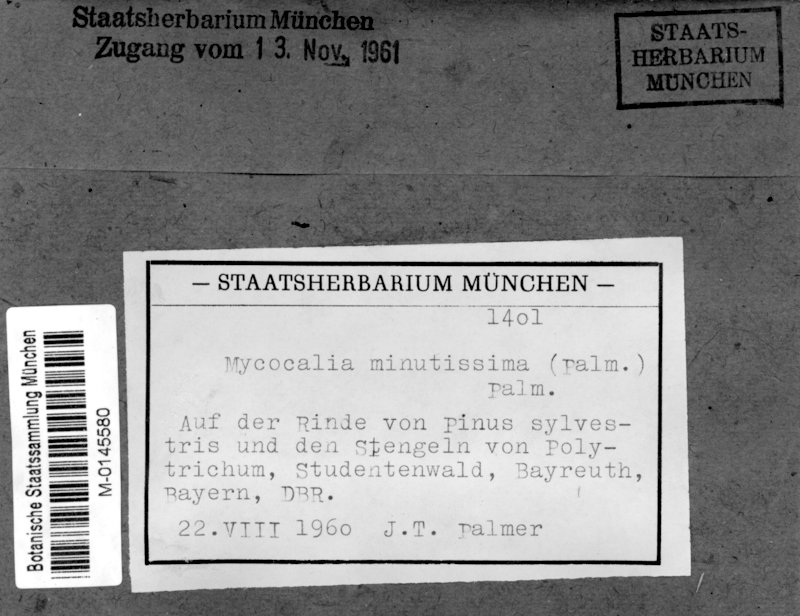 Staatsherbarium München
Zugang vom 13. Nov. 1961
STAATS-
HERBARIUM
MÜNCHEN
— STAATSHERBARIUM MÜNCHEN —
14o1
Mycocalia minutissima (Palm.)
Palm.
Auf der Rinde von Pinus sylves-
tris und den Stengeln von Poly-
trichum, Studentenwald, Bayreuth,
Bayern, DBR.
22.VIII 196o J.T. Palmer
Botanische Staatssammlung München
M-0145580